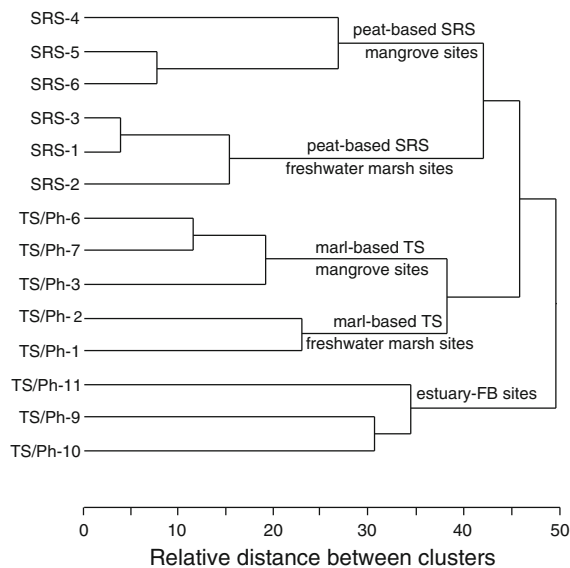 SRS-4
peat-based SRS
SRS-5
mangrove sites
SRS-6
SRS-3
SRS-1
peat-based SRS
freshwater marsh sites
SRS-2
TS/Ph-6
TS/Ph-7
marl-based TS
mangrove sites
TS/Ph-3
TS/Ph-2
marl-based TS
freshwater marsh sites
TS/Ph-1
TS/Ph-11
estuary-FB sites
TS/Ph-9
TS/Ph-10
0 10 20 30 40 50
Relative distance between clusters